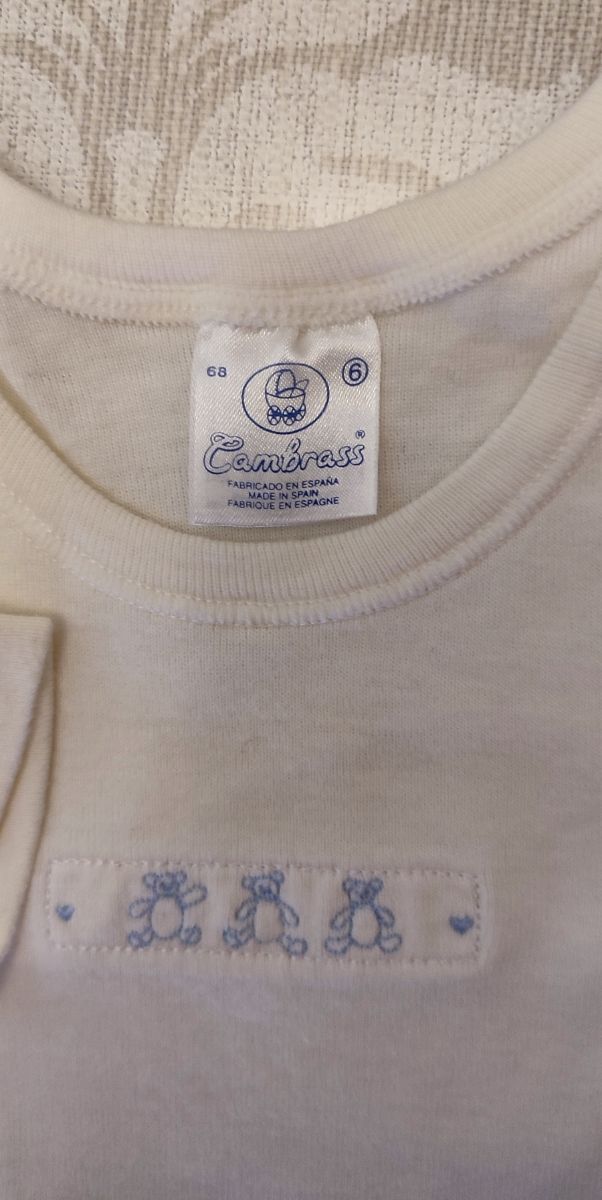 68 6
Cambrass®
FABRICADO EN ESPAÑA
MADE IN SPAIN
FABRIQUE EN ESPAGNE